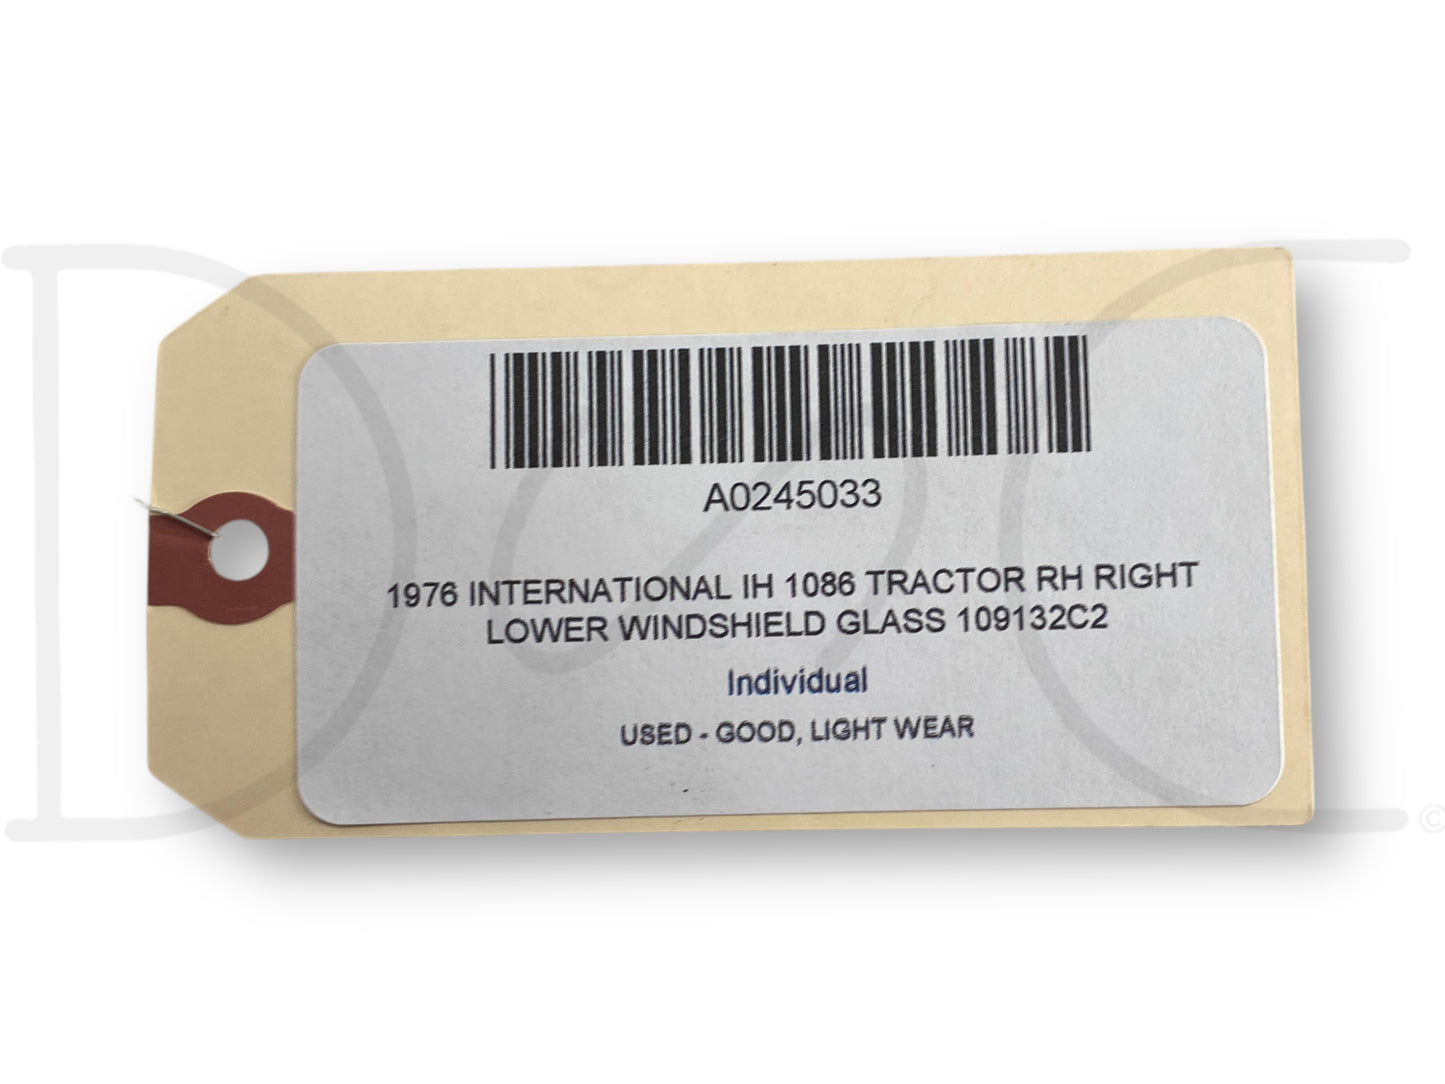 A0245033
1976 INTERNATIONAL IH 1086 TRACTOR RH RIGHT
LOWER WINDSHIELD GLASS 109132C2
Individual
USED - GOOD, LIGHT WEAR
©